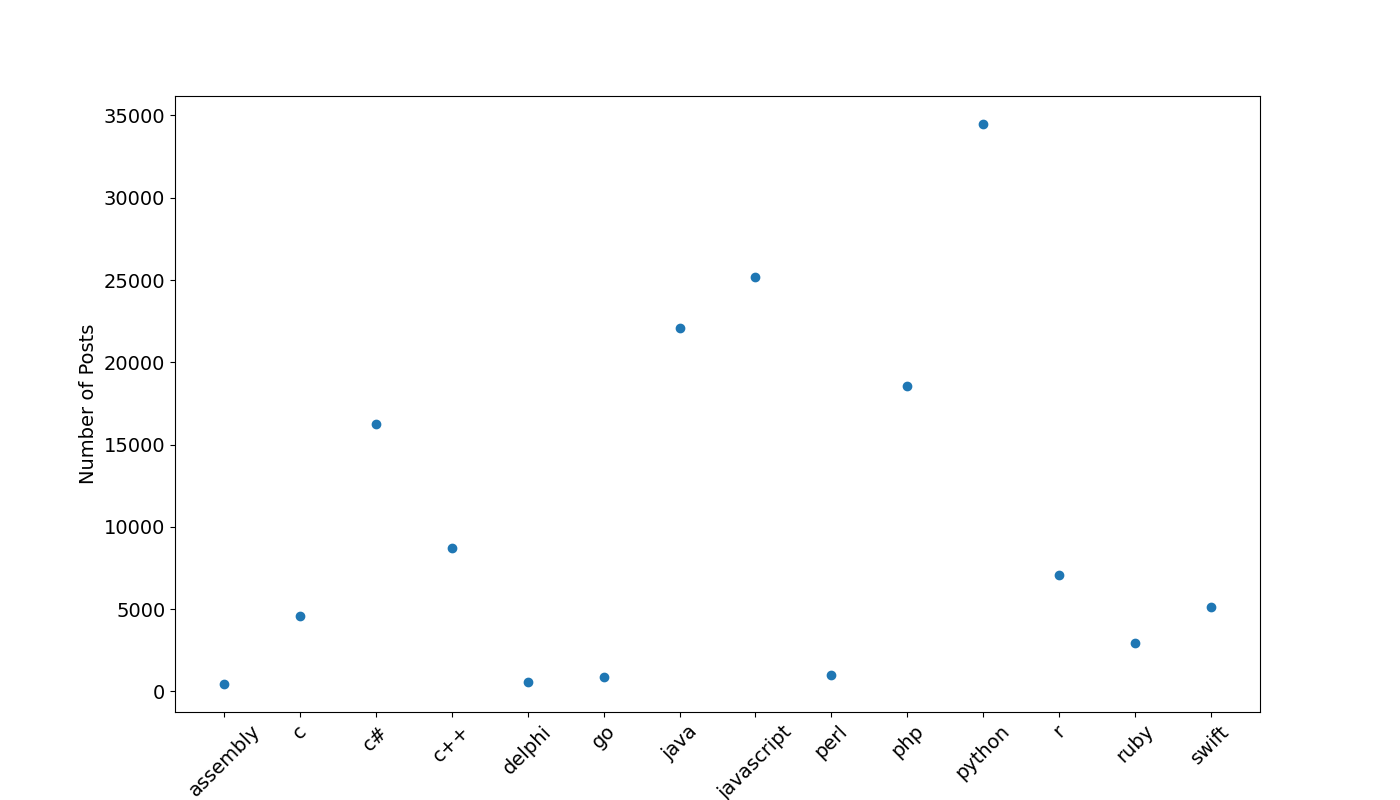 35000
30000
25000
20000
15000
10000
5000
0
Number of Posts
assembly
c
c#
c++
delphi
go
java
javascript
perl
php
python
r
ruby
swift